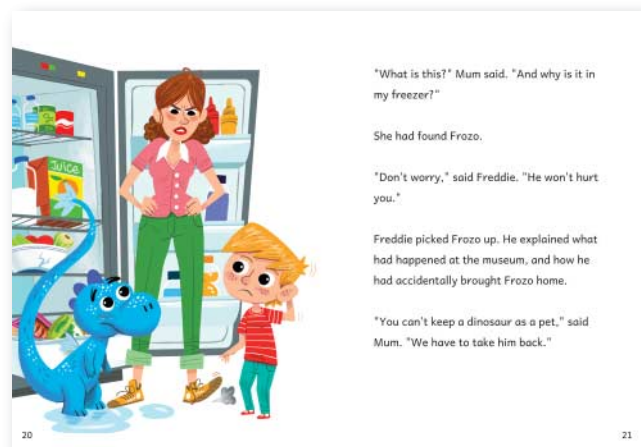 JUICE
"What is this?" Mum said. "And why is it in
my freezer?"
She had found Frozo.
"Don't worry," said Freddie. "He won't hurt
you."
Freddie picked Frozo up. He explained what
had happened at the museum, and how he
had accidentally brought Frozo home.
"You can't keep a dinosaur as a pet," said
Mum. "We have to take him back."
20
21